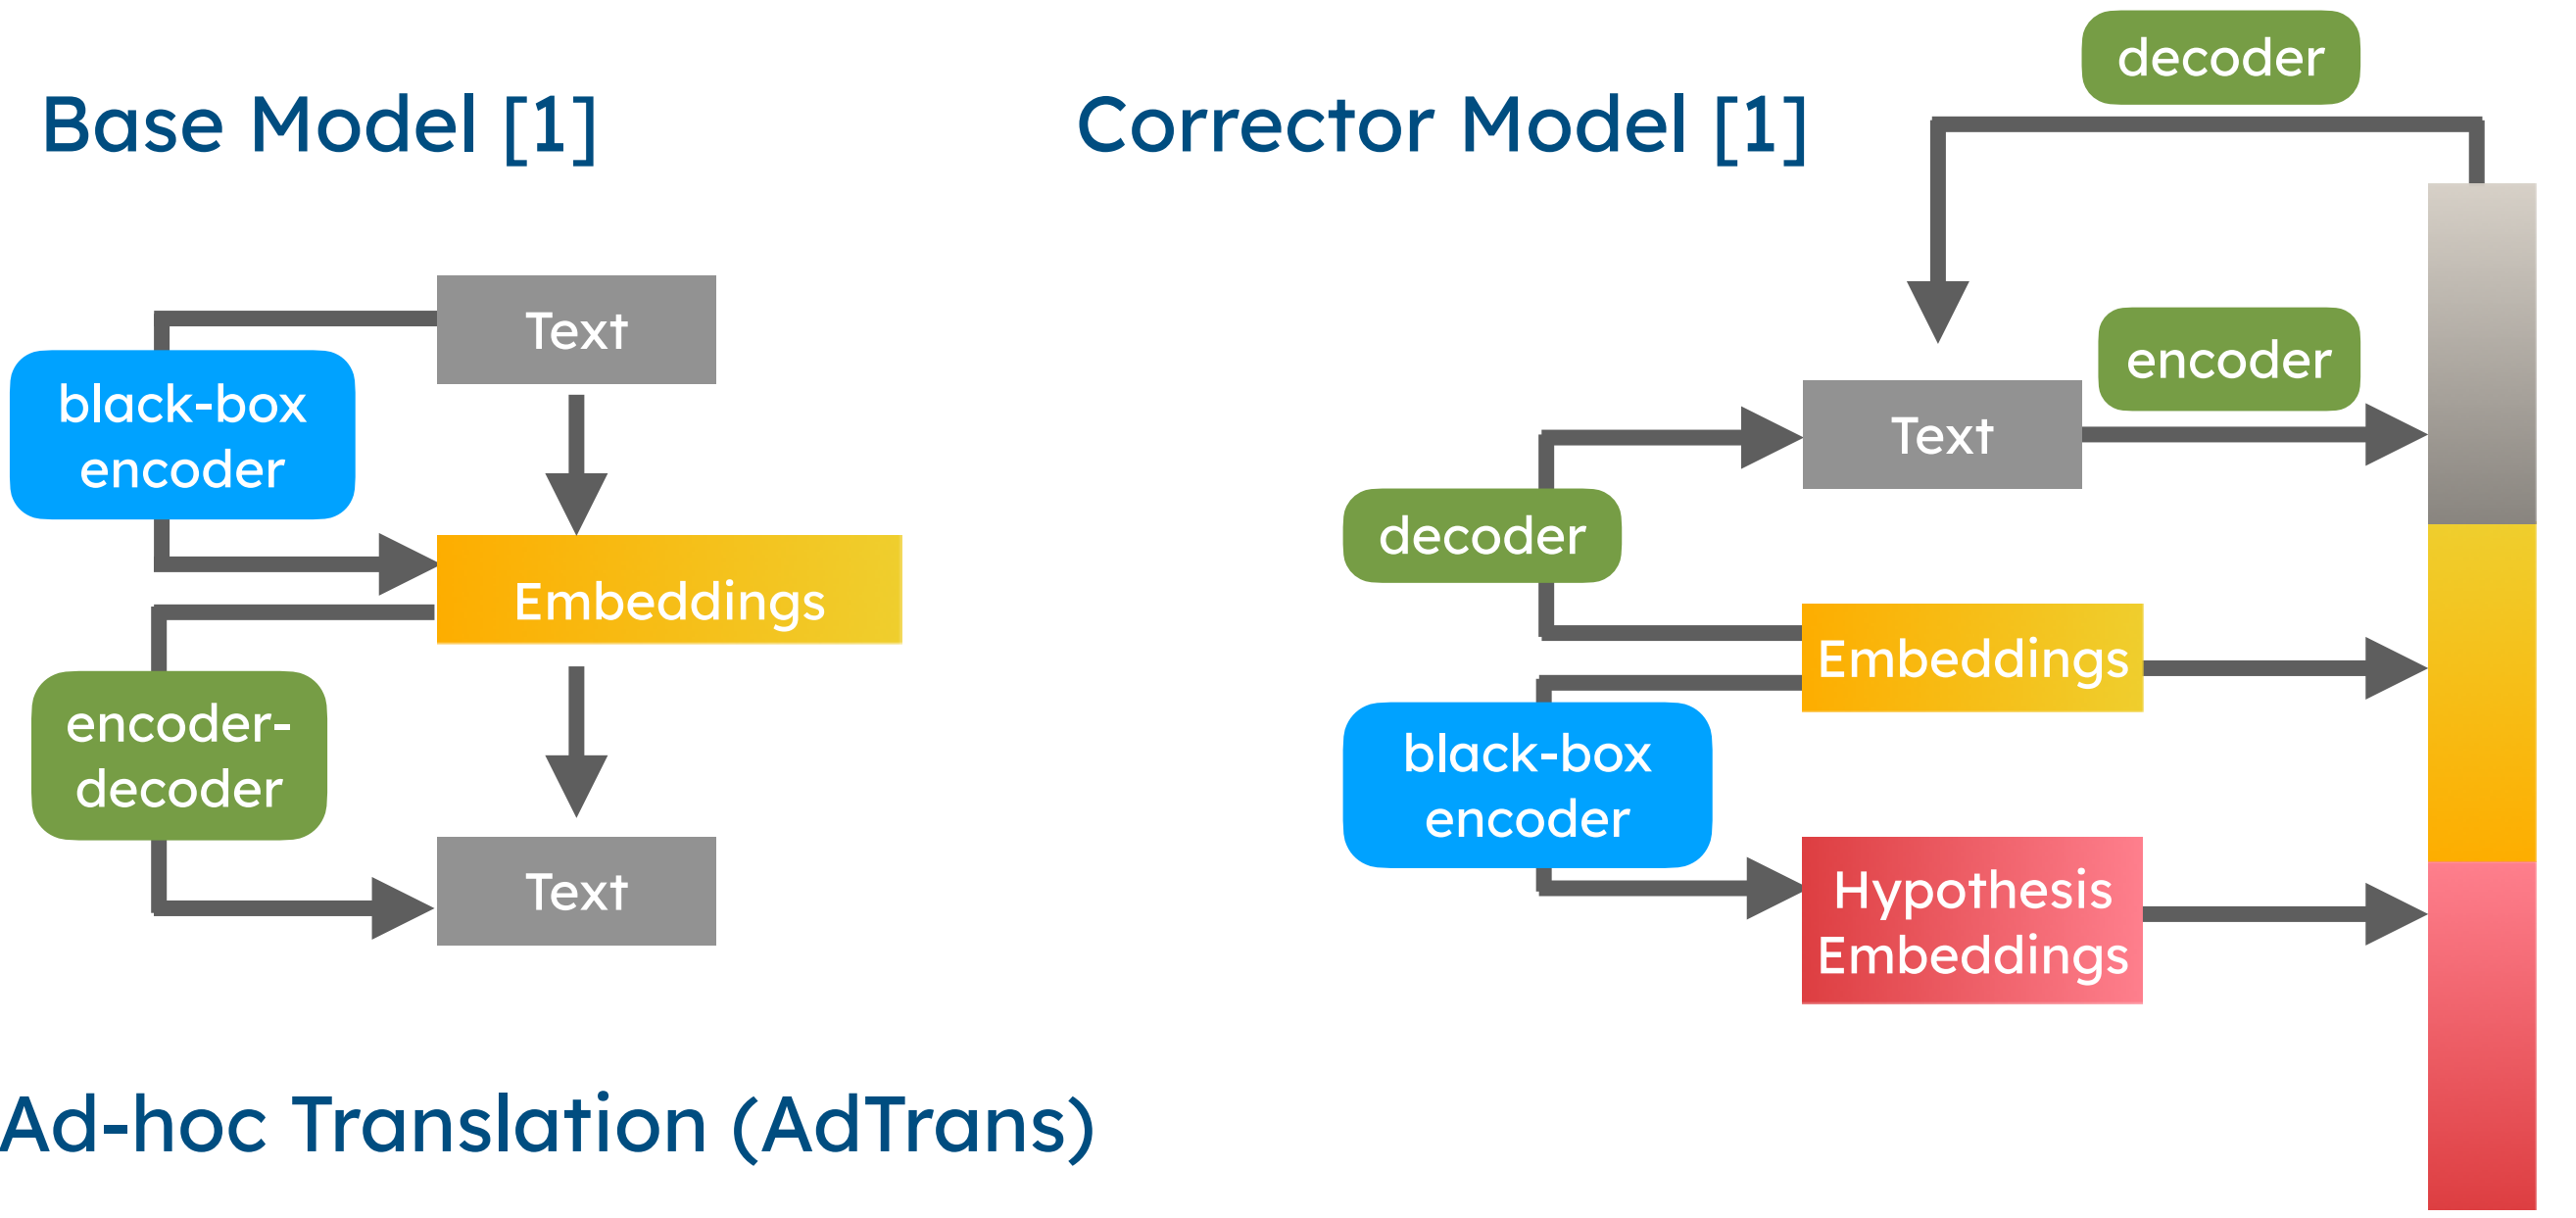 Base Model [1]
Text
black-box
encoder
Embeddings
encoder-
decoder
Text
Corrector Model [1]
decoder
encoder
Text
decoder
Embeddings
black-box
encoder
Hypothesis
Embeddings
Ad-hoc Translation (AdTrans)